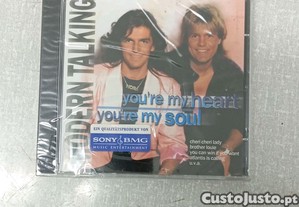 MODERN TALKING
you're my heart
you're my soul
EIN QUALITÄTSPRODUKT VON
SONY BMG
MUSIC ENTERTAINMENT
cheri cheri lady
brother louie
you can win if you want
atlantis is calling
u.v.a.
CustoJusto.pt